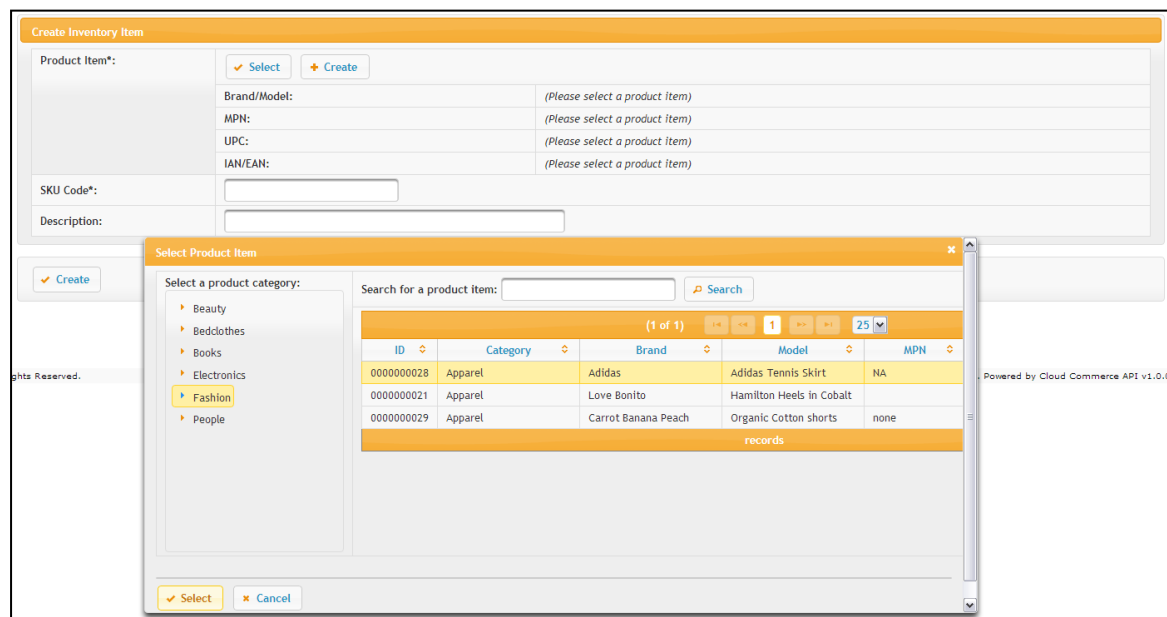 Create Inventory Item
Product Item*:
Select
Create
Brand/Model: (Please select a product item)
MPN: (Please select a product item)
UPC: (Please select a product item)
IAN/EAN: (Please select a product item)
SKU Code*:
Description:
Create
Select Product Item
Select a product category:
Beauty
Bedclothes
Books
Electronics
Fashion
People
Search for a product item:
Search
(1 of 1) 1 25
ID Category Brand Model MPN
0000000028 Apparel Adidas Adidas Tennis Skirt NA
0000000021 Apparel Love Bonito Hamilton Heels in Cobalt
0000000029 Apparel Carrot Banana Peach Organic Cotton shorts none
records
Select
Cancel
ghts Reserved.
. Powered by Cloud Commerce API v1.0.0